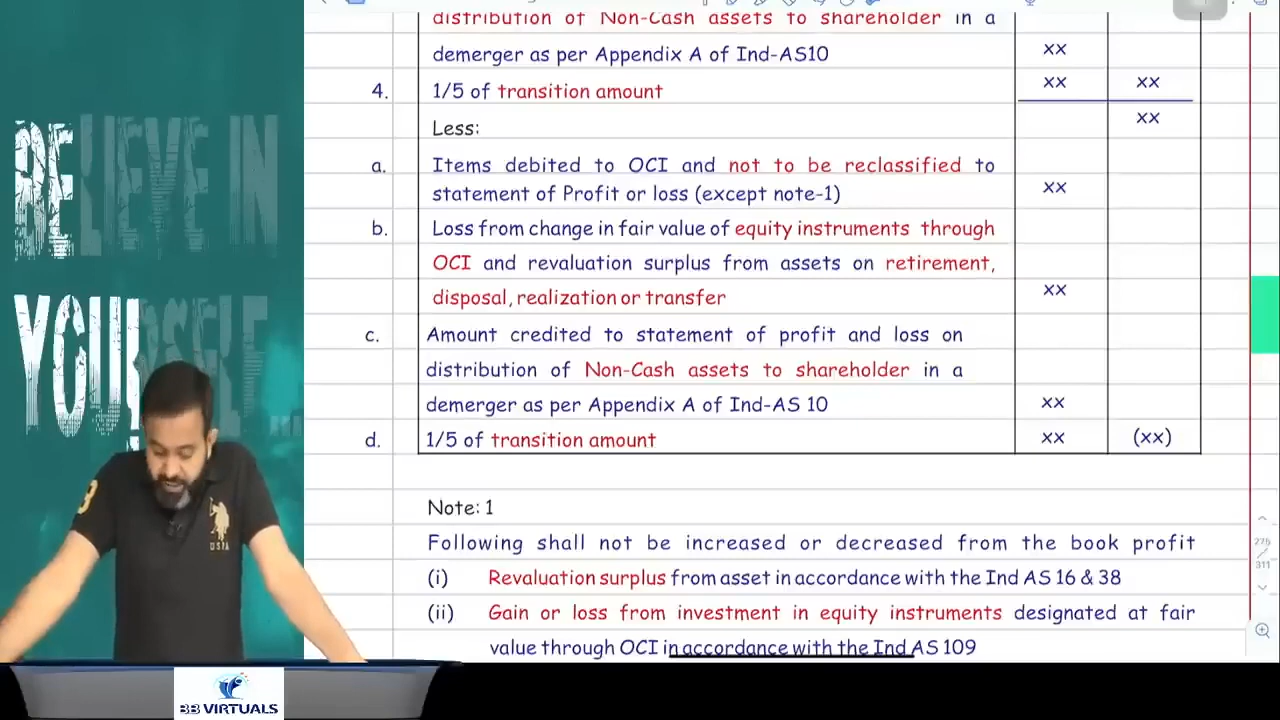 BELIEVE IN
YOURSELF...
distribution of Non-Cash assets to shareholder in a
demerger as per Appendix A of Ind-AS10 xx
4. 1/5 of transition amount xx xx
Less: xx
a. Items debited to OCI and not to be reclassified to
statement of Profit or loss (except note-1) xx
b. Loss from change in fair value of equity instruments through
OCI and revaluation surplus from assets on retirement,
disposal, realization or transfer xx
c. Amount credited to statement of profit and loss on
distribution of Non-Cash assets to shareholder in a
demerger as per Appendix A of Ind-AS 10 xx
d. 1/5 of transition amount xx (xx)
Note: 1
Following shall not be increased or decreased from the book profit
(i) Revaluation surplus from asset in accordance with the Ind AS 16 & 38
(ii) Gain or loss from investment in equity instruments designated at fair
value through OCI in accordance with the Ind AS 109
276
311
3
USPA
BB VIRTUALS